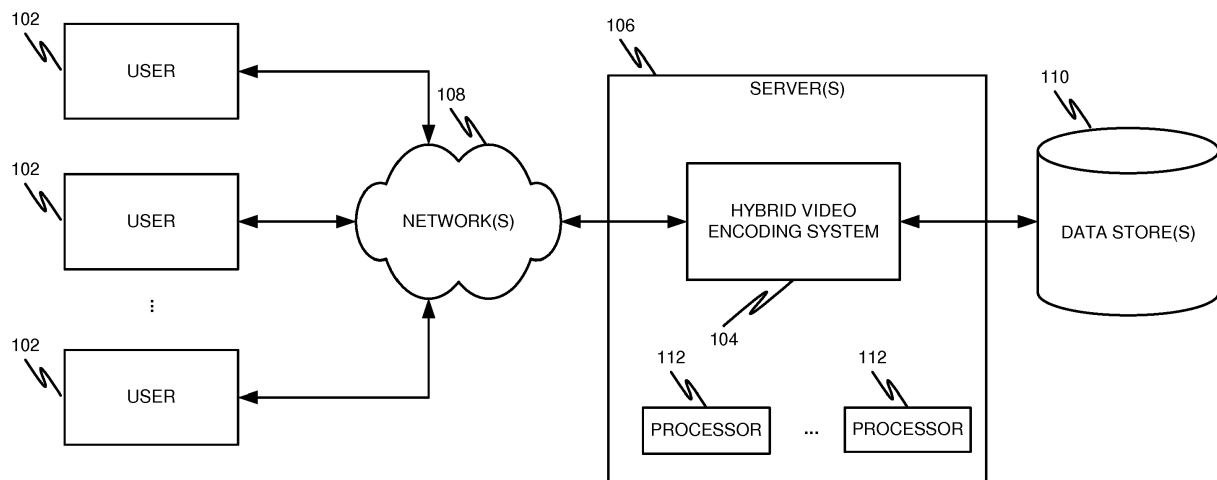 102
USER
102
USER
...
102
USER
108
NETWORK(S)
106
SERVER(S)
HYBRID VIDEO
ENCODING SYSTEM
104
112
PROCESSOR
...
112
PROCESSOR
110
DATA STORE(S)